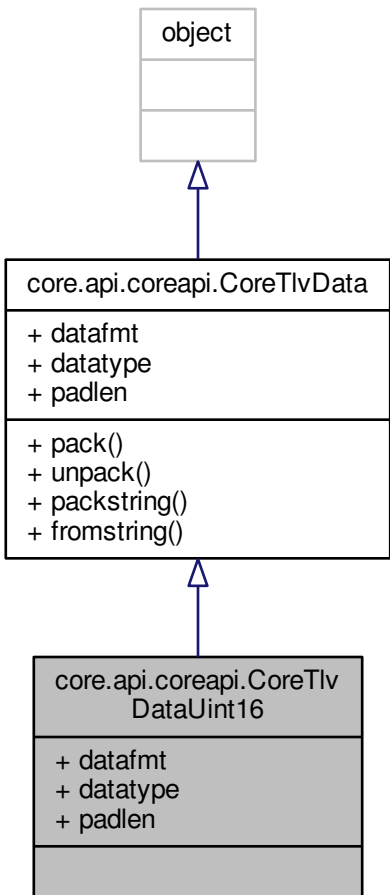 object
core.api.coreapi.CoreTlvData
+ datafmt
+ datatype
+ padlen
+ pack()
+ unpack()
+ packstring()
+ fromstring()
core.api.coreapi.CoreTlv
DataUint16
+ datafmt
+ datatype
+ padlen